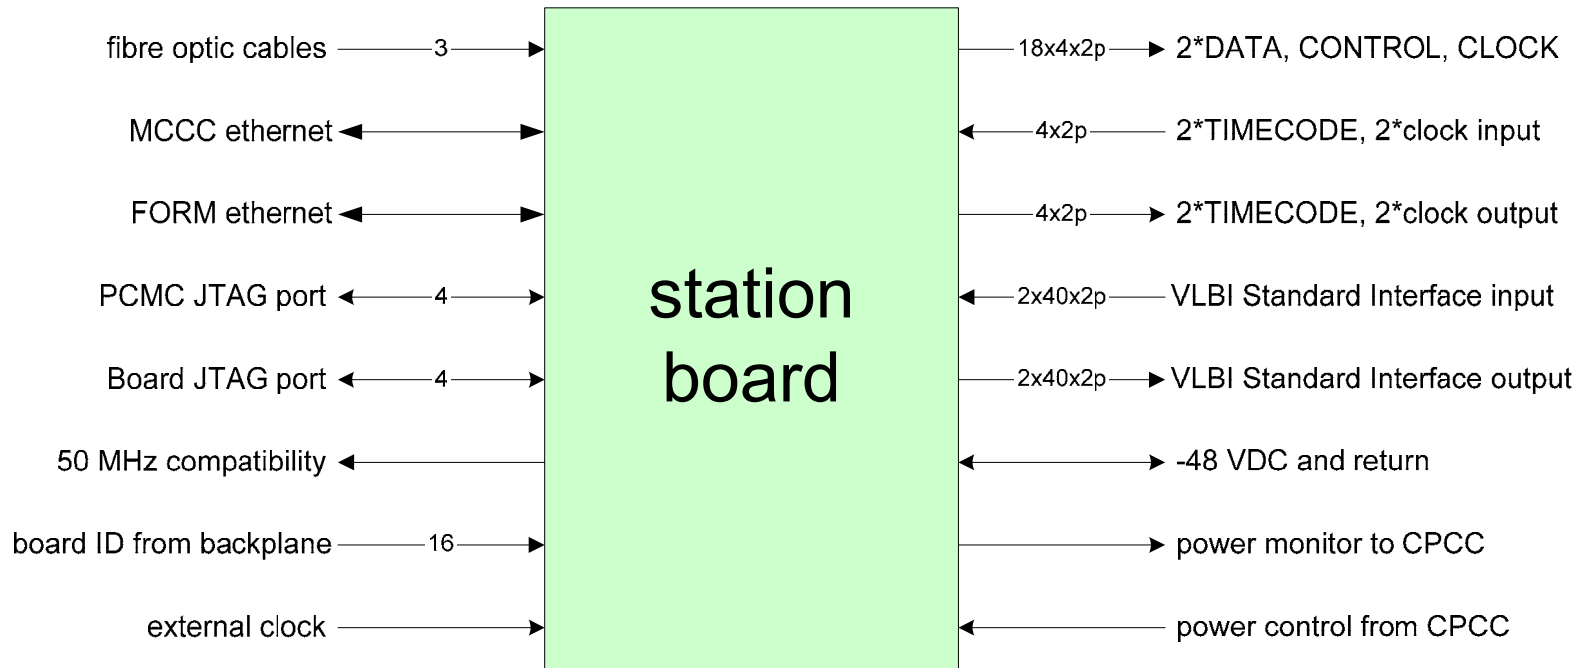 fibre optic cables 3 18x4x2p 2*DATA, CONTROL, CLOCK
MCCC ethernet 4x2p 2*TIMECODE, 2*clock input
FORM ethernet 4x2p 2*TIMECODE, 2*clock output
PCMC JTAG port 4 2x40x2p VLBI Standard Interface input
station
Board JTAG port 4 2x40x2p VLBI Standard Interface output
board
50 MHz compatibility -48 VDC and return
board ID from backplane 16 power monitor to CPCC
external clock power control from CPCC